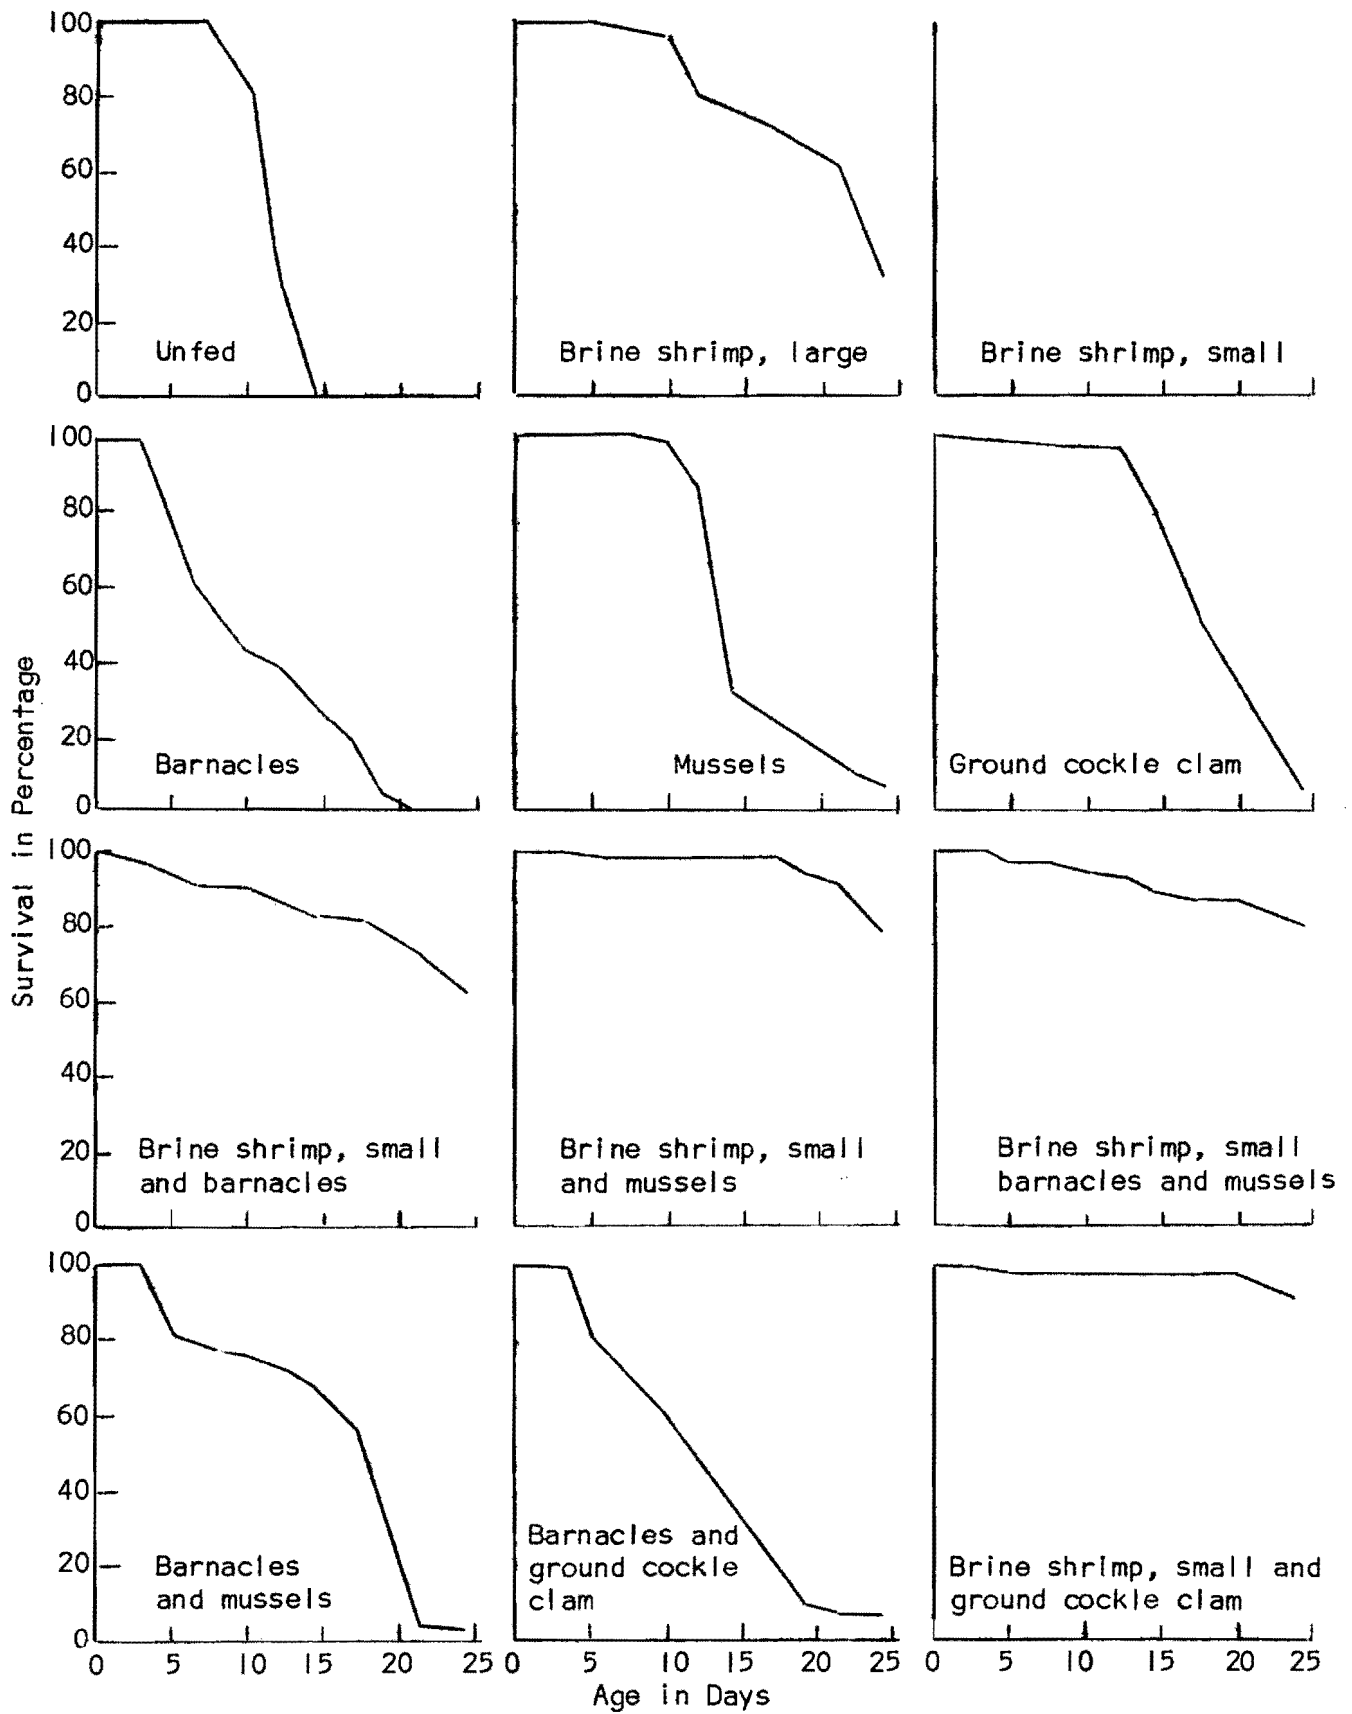 100
80
60
40
20
0
Unfed
Brine shrimp, large
Brine shrimp, small
100
80
60
40
20
0
Barnacles
Mussels
Ground cockle clam
Survival in Percentage
100
80
60
40
20
0
Brine shrimp, small
and barnacles
Brine shrimp, small
and mussels
Brine shrimp, small
barnacles and mussels
100
80
60
40
20
0
Barnacles
and mussels
Barnacles and
ground cockle
clam
Brine shrimp, small and
ground cockle clam
0 5 10 15 20 25
0 5 10 15 20 25
0 5 10 15 20 25
Age in Days